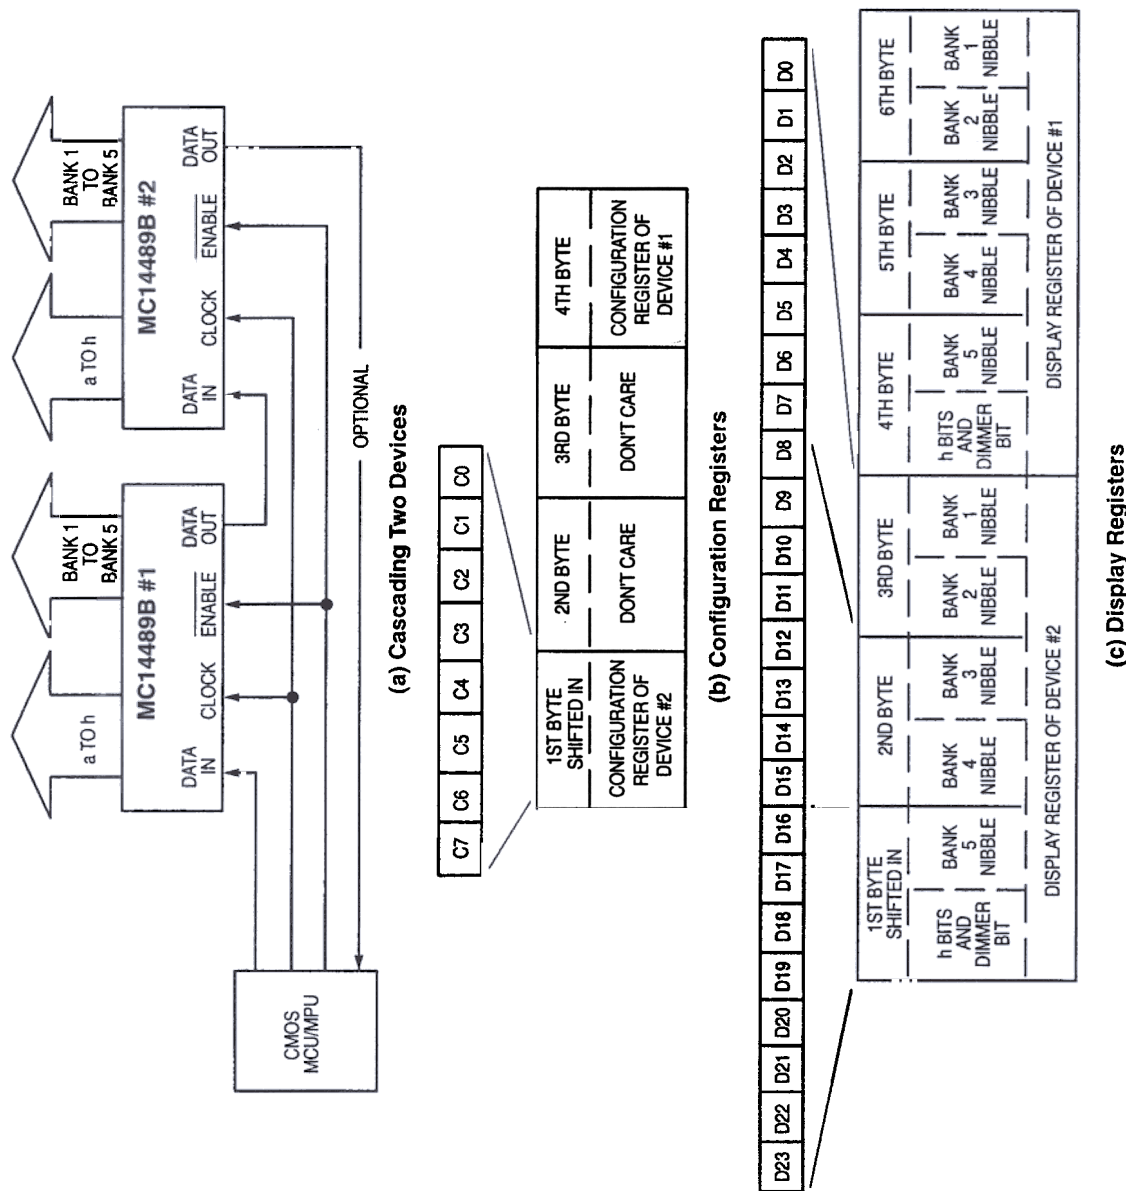 BANK 1
TO
BANK 5
a TO h
MC14489B #1
DATA
IN
CLOCK
ENABLE
DATA
OUT
BANK 1
TO
BANK 5
a TO h
MC14489B #2
DATA
IN
CLOCK
ENABLE
DATA
OUT
CMOS
MCU/MPU
OPTIONAL
(a) Cascading Two Devices
C7 C6 C5 C4 C3 C2 C1 C0
1ST BYTE
SHIFTED IN
2ND BYTE
3RD BYTE
4TH BYTE
CONFIGURATION
REGISTER OF
DEVICE #2
DON'T CARE
DON'T CARE
CONFIGURATION
REGISTER OF
DEVICE #1
(b) Configuration Registers
D23 D22 D21 D20 D19 D18 D17 D16 D15 D14 D13 D12 D11 D10 D9 D8 D7 D6 D5 D4 D3 D2 D1 D0
1ST BYTE
SHIFTED IN
2ND BYTE
3RD BYTE
4TH BYTE
5TH BYTE
6TH BYTE
h BITS
AND
DIMMER
BIT
BANK
5
NIBBLE
BANK
4
NIBBLE
BANK
3
NIBBLE
BANK
2
NIBBLE
BANK
1
NIBBLE
h BITS
AND
DIMMER
BIT
BANK
5
NIBBLE
BANK
4
NIBBLE
BANK
3
NIBBLE
BANK
2
NIBBLE
BANK
1
NIBBLE
DISPLAY REGISTER OF DEVICE #2
DISPLAY REGISTER OF DEVICE #1
(c) Display Registers